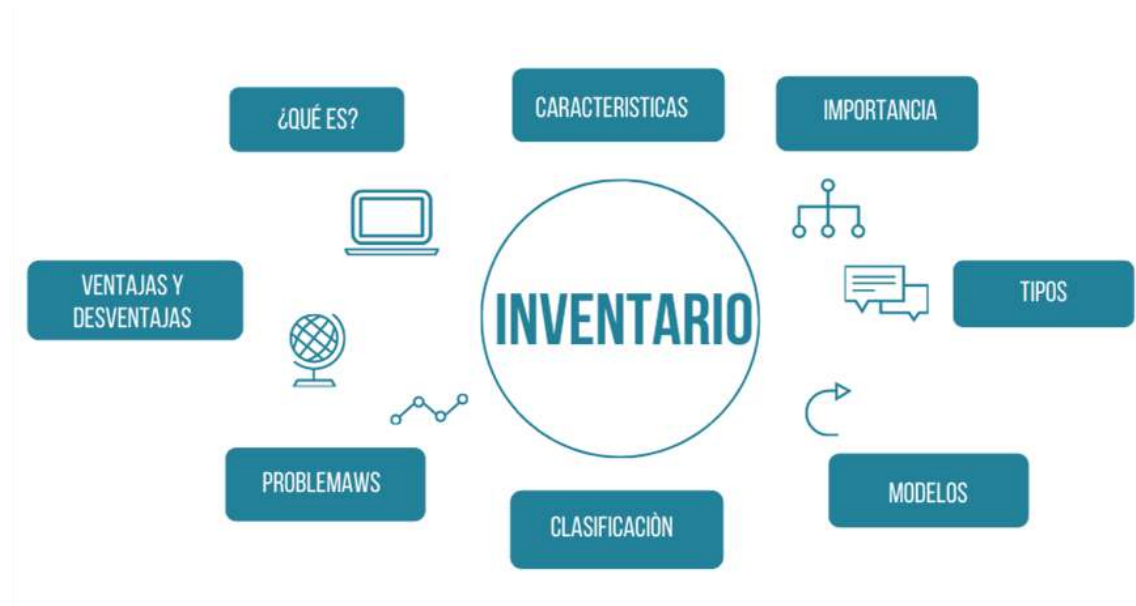 ¿QUÉ ES?
CARACTERISTICAS
IMPORTANCIA
VENTAJAS Y
DESVENTAJAS
INVENTARIO
TIPOS
PROBLEMAWS
CLASIFICACIÒN
MODELOS